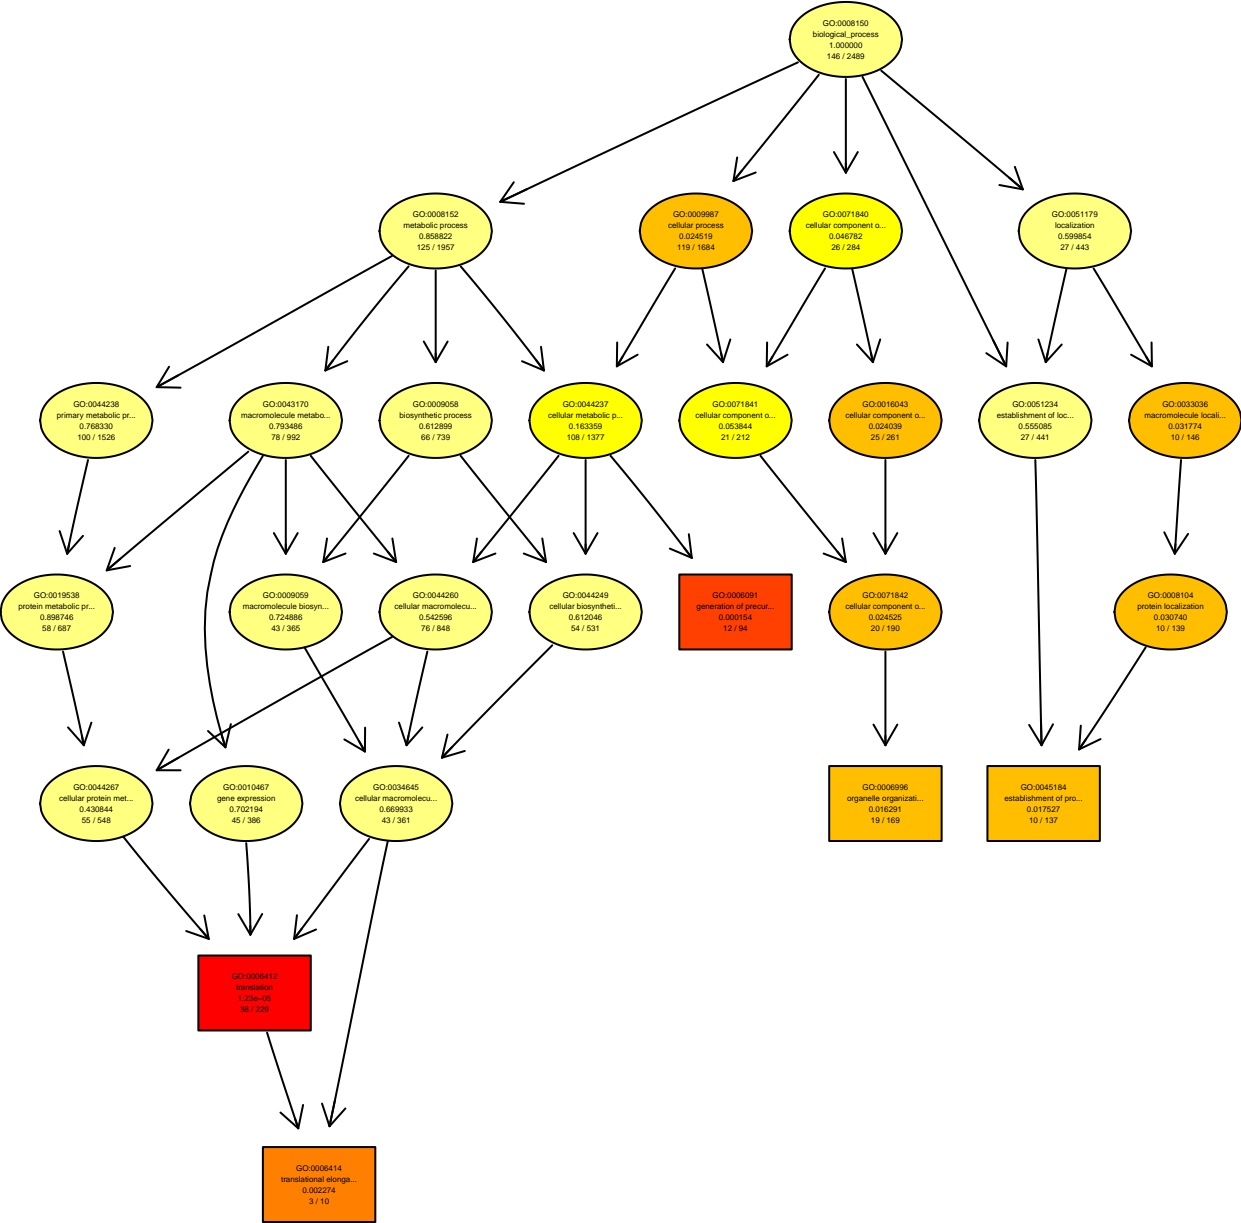 GO:0008150
biological_process
1.000000
146 / 2489
GO:0008152
metabolic process
0.858822
125 / 1957
GO:0009987
cellular process
0.024519
119 / 1684
GO:0071840
cellular component o...
0.046782
26 / 284
GO:0051179
localization
0.599854
27 / 443
GO:0044238
primary metabolic pr...
0.768330
100 / 1526
GO:0043170
macromolecule metabo...
0.793486
78 / 992
GO:0009058
biosynthetic process
0.612899
66 / 739
GO:0044237
cellular metabolic p...
0.163359
108 / 1377
GO:0071841
cellular component o...
0.053844
21 / 212
GO:0016043
cellular component o...
0.024039
25 / 261
GO:0051234
establishment of loc...
0.555085
27 / 441
GO:0033036
macromolecule locali...
0.031774
10 / 146
GO:0019538
protein metabolic pr...
0.898746
58 / 687
GO:0009059
macromolecule biosyn...
0.724886
43 / 365
GO:0044260
cellular macromolecu...
0.542596
76 / 848
GO:0044249
cellular biosyntheti...
0.612046
54 / 531
GO:0006091
generation of precur...
0.000154
12 / 94
GO:0071842
cellular component o...
0.024525
20 / 190
GO:0008104
protein localization
0.030740
10 / 139
GO:0044267
cellular protein met...
0.430844
55 / 548
GO:0010467
gene expression
0.702194
45 / 386
GO:0034645
cellular macromolecu...
0.669933
43 / 361
GO:0006996
organelle organizati...
0.016291
19 / 169
GO:0045184
establishment of pro...
0.017527
10 / 137
GO:0006412
translation
1.23e−05
38 / 229
GO:0006414
translational elonga...
0.002274
3 / 10